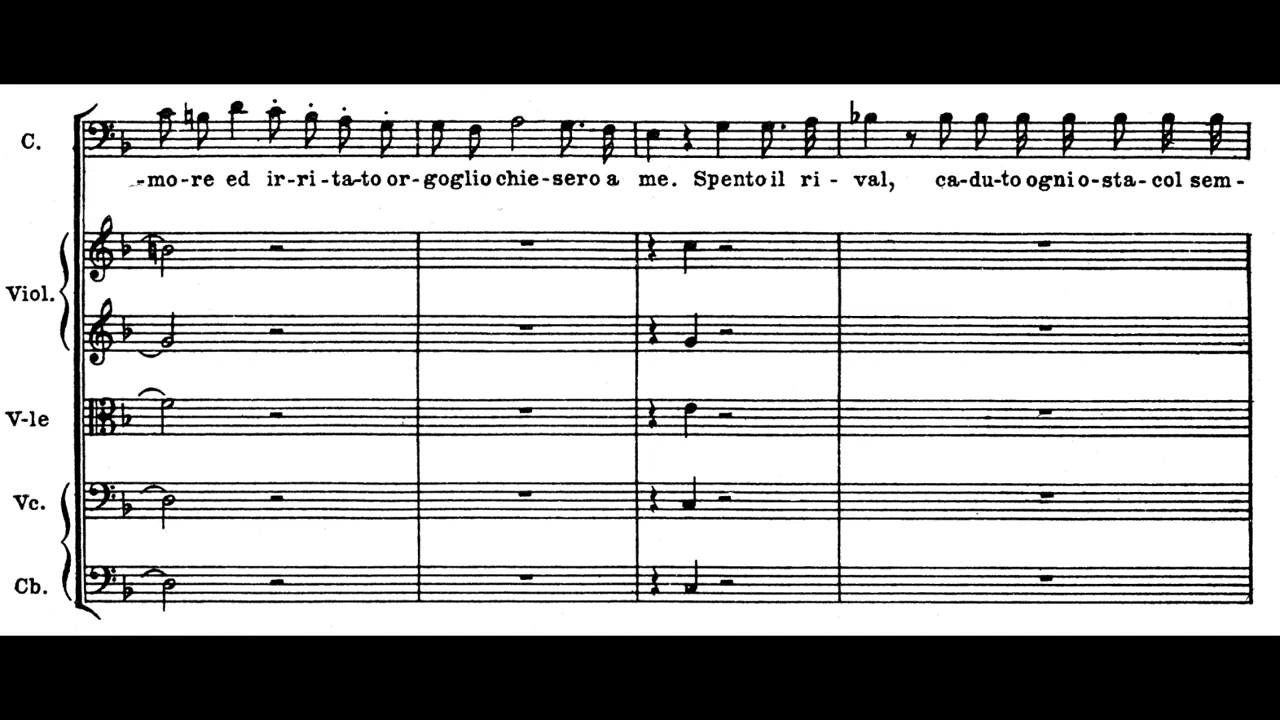 C.
-mo-re ed ir-ri-ta-to or-goglio chie-sero a me. Spento il ri-val, ca-du-to ogni o-sta-col sem-
Viol.
V-le
Vc.
Cb.